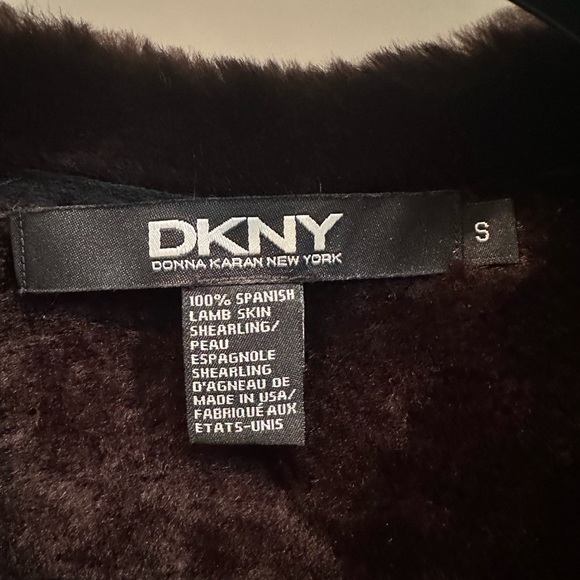 DKNY
DONNA KARAN NEW YORK
S
100% SPANISH
LAMB SKIN
SHEARLING/
PEAU
ESPAGNOLE
SHEARLING
D'AGNEAU DE
MADE IN USA/
FABRIQUÉ AUX
ÉTATS-UNIS